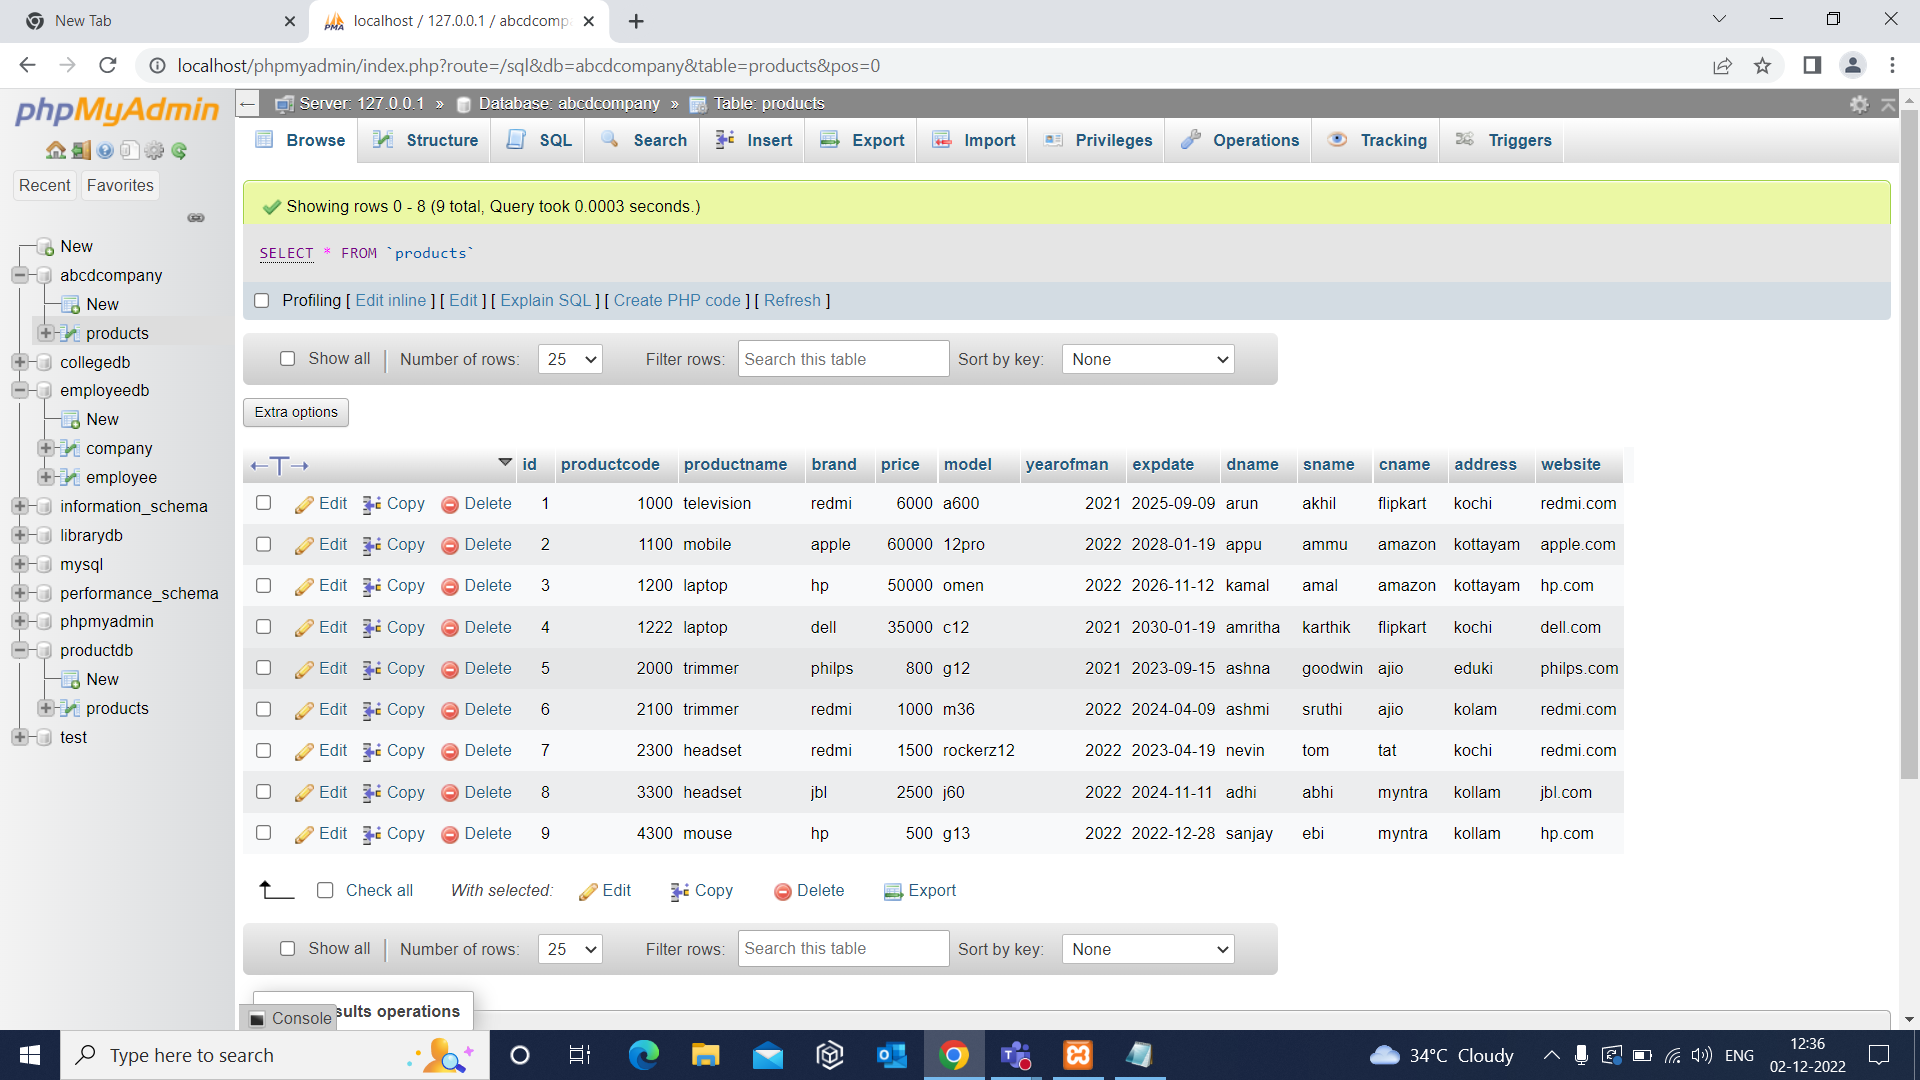 New Tab
localhost / 127.0.0.1 / abcdcomp
localhost/phpmyadmin/index.php?route=/sql&db=abcdcompany&table=products&pos=0
phpMyAdmin
Recent Favorites
New
abcdcompany
New
products
collegedb
employeedb
New
company
employee
information_schema
librarydb
mysql
performance_schema
phpmyadmin
productdb
New
products
test
Server: 127.0.0.1 » Database: abcdcompany » Table: products
Browse Structure SQL Search Insert Export Import Privileges Operations Tracking Triggers
Showing rows 0 - 8 (9 total, Query took 0.0003 seconds.)
SELECT * FROM `products`
Profiling [ Edit inline ] [ Edit ] [ Explain SQL ] [ Create PHP code ] [ Refresh ]
Show all Number of rows: 25 Filter rows: Search this table Sort by key: None
Extra options
←T→ id productcode productname brand price model yearofman expdate dname sname cname address website
Edit Copy Delete 1 1000 television redmi 6000 a600 2021 2025-09-09 arun akhil flipkart kochi redmi.com
Edit Copy Delete 2 1100 mobile apple 60000 12pro 2022 2028-01-19 appu ammu amazon kottayam apple.com
Edit Copy Delete 3 1200 laptop hp 50000 omen 2022 2026-11-12 kamal amal amazon kottayam hp.com
Edit Copy Delete 4 1222 laptop dell 35000 c12 2021 2030-01-19 amritha karthik flipkart kochi dell.com
Edit Copy Delete 5 2000 trimmer philps 800 g12 2021 2023-09-15 ashna goodwin ajio eduki philps.com
Edit Copy Delete 6 2100 trimmer redmi 1000 m36 2022 2024-04-09 ashmi sruthi ajio kolam redmi.com
Edit Copy Delete 7 2300 headset redmi 1500 rockerz12 2022 2023-04-19 nevin tom tat kochi redmi.com
Edit Copy Delete 8 3300 headset jbl 2500 j60 2022 2024-11-11 adhi abhi myntra kollam jbl.com
Edit Copy Delete 9 4300 mouse hp 500 g13 2022 2022-12-28 sanjay ebi myntra kollam hp.com
Check all With selected: Edit Copy Delete Export
Show all Number of rows: 25 Filter rows: Search this table Sort by key: None
Console sults operations
Type here to search
34°C Cloudy
ENG
12:36
02-12-2022